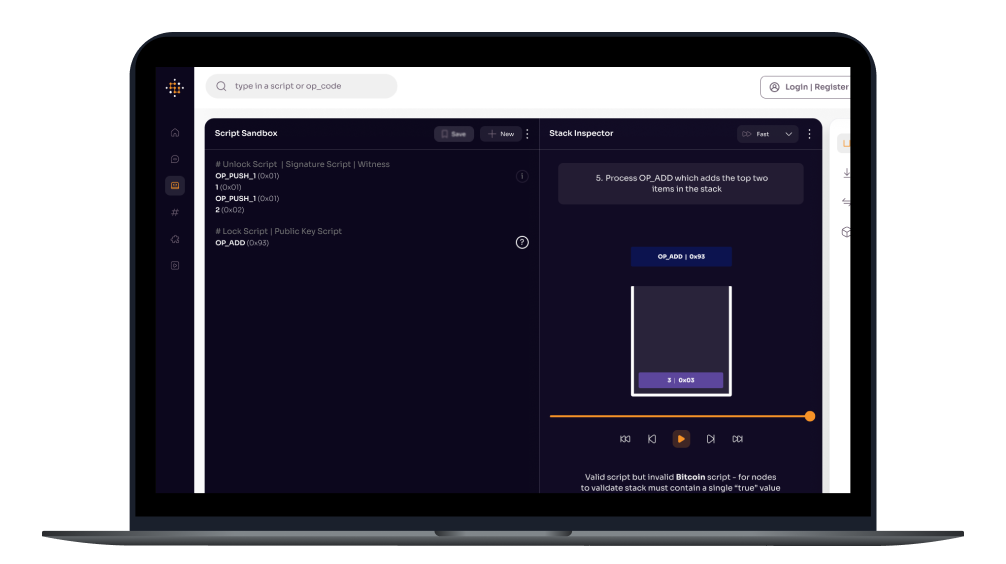 type in a script or op_code
Login | Register
Script Sandbox
Save
New
Stack Inspector
Fast
# Unlock Script | Signature Script | Witness
OP_PUSH_1 (0x01)
1 (0x01)
OP_PUSH_1 (0x01)
2 (0x02)
# Lock Script | Public Key Script
OP_ADD (0x93)
5. Process OP_ADD which adds the top two
items in the stack
OP_ADD | 0x93
3 | 0x03
Valid script but invalid Bitcoin script - for nodes
to validate stack must contain a single "true" value